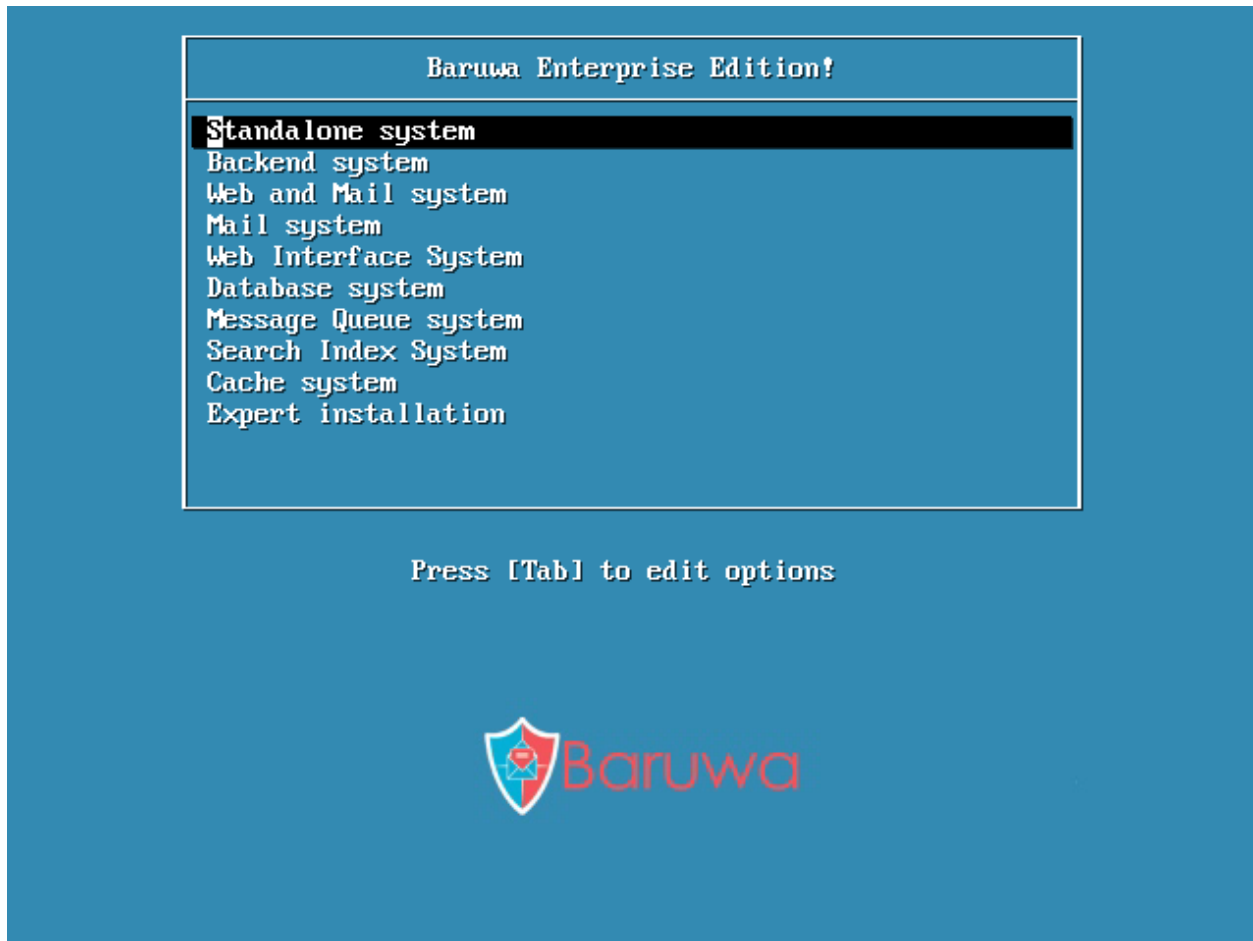 Baruwa Enterprise Edition!
Standalone system
Backend system
Web and Mail system
Mail system
Web Interface System
Database system
Message Queue system
Search Index System
Cache system
Expert installation
Press [Tab] to edit options
Baruwa